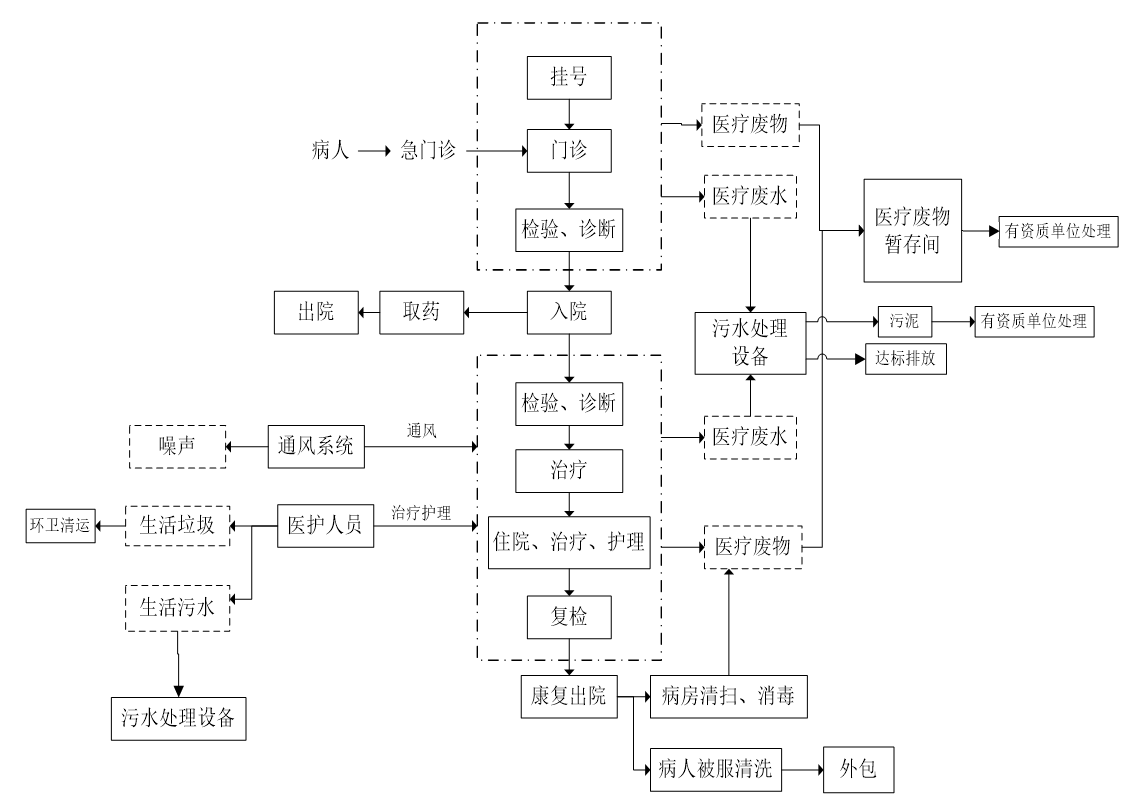 挂号
医疗废物
病人
急门诊
门诊
医疗废水
检验、诊断
医疗废物
暂存间
有资质单位处理
出院
取药
入院
污水处理
设备
污泥
有资质单位处理
达标排放
检验、诊断
噪声
通风系统
通风
医疗废水
治疗
环卫清运
生活垃圾
医护人员
治疗护理
住院、治疗、护理
医疗废物
生活污水
复检
康复出院
病房清扫、消毒
污水处理设备
病人被服清洗
外包